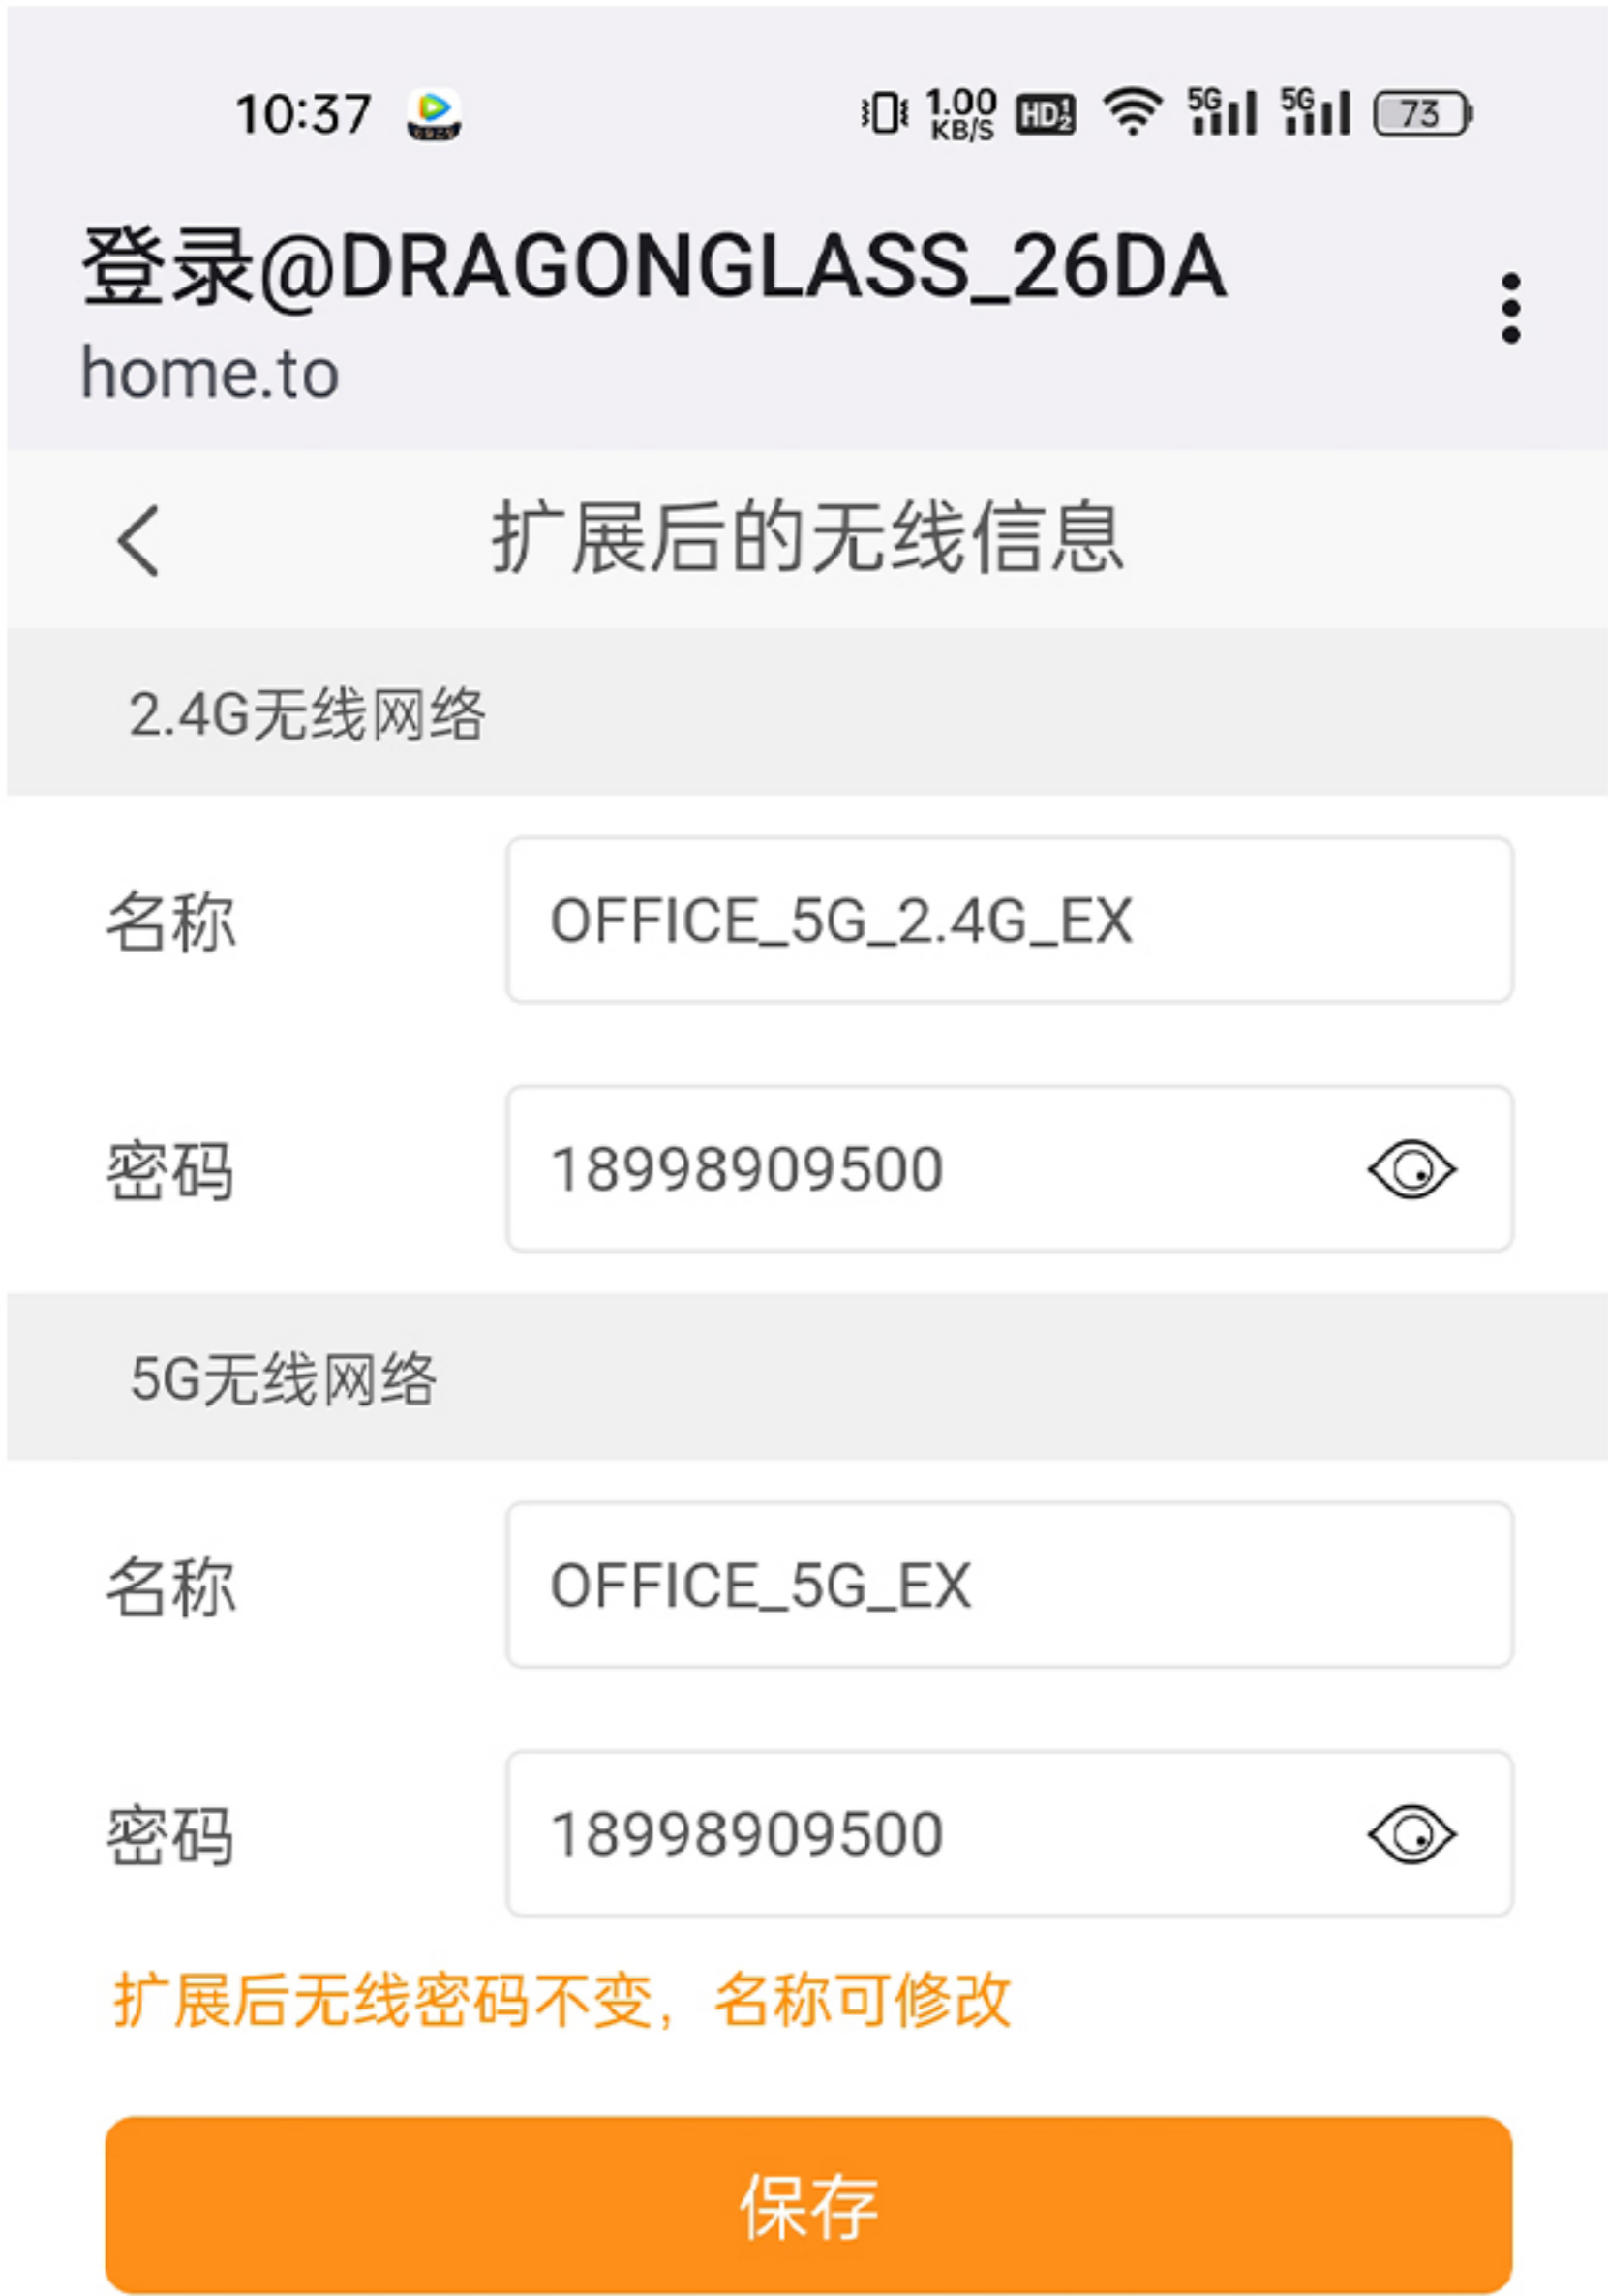 10:37 1.00 KB/S HD 1 2 5G 5G 73
登录@DRAGONGLASS_26DA
home.to
扩展后的无线信息
2.4G无线网络
名称 OFFICE_5G_2.4G_EX
密码 18998909500
5G无线网络
名称 OFFICE_5G_EX
密码 18998909500
扩展后无线密码不变，名称可修改
保存